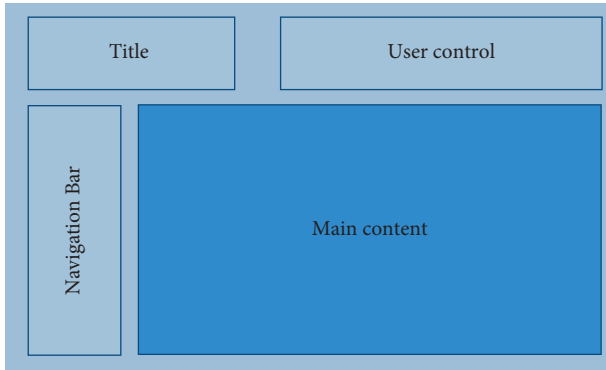 Title
User control
Navigation Bar
Main content